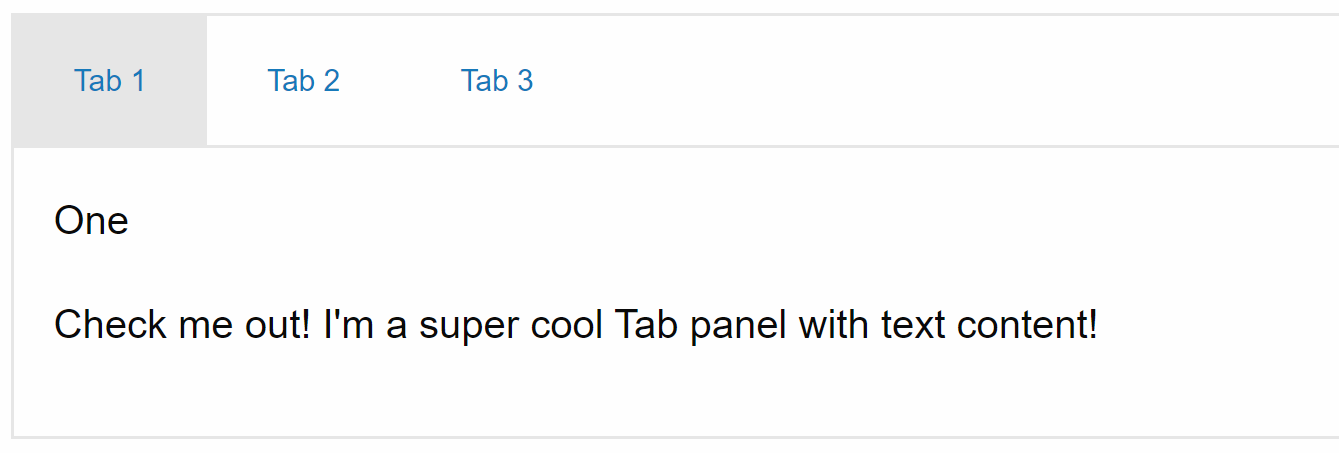 Tab 1 Tab 2 Tab 3
One
Check me out! I'm a super cool Tab panel with text content!